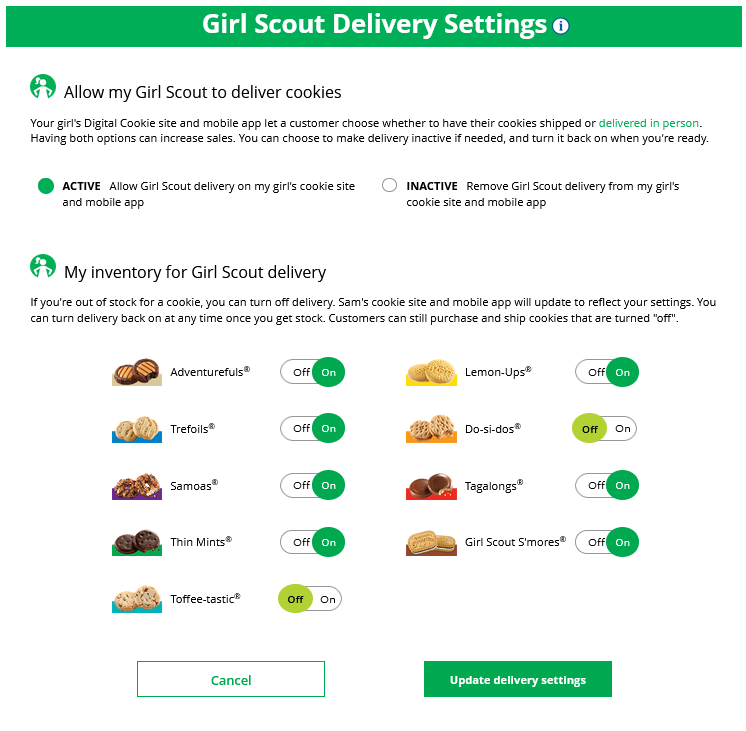 Girl Scout Delivery Settings i
Allow my Girl Scout to deliver cookies
Your girl's Digital Cookie site and mobile app let a customer choose whether to have their cookies shipped or delivered in person.
Having both options can increase sales. You can choose to make delivery inactive if needed, and turn it back on when you're ready.
ACTIVE Allow Girl Scout delivery on my girl's cookie site
and mobile app
INACTIVE Remove Girl Scout delivery from my girl's
cookie site and mobile app
My inventory for Girl Scout delivery
If you're out of stock for a cookie, you can turn off delivery. Sam's cookie site and mobile app will update to reflect your settings. You
can turn delivery back on at any time once you get stock. Customers can still purchase and ship cookies that are turned "off".
Adventurefuls® Off On
Lemon-Ups® Off On
Trefoils® Off On
Do-si-dos® Off On
Samoas® Off On
Tagalongs® Off On
Thin Mints® Off On
Girl Scout S'mores® Off On
Toffee-tastic® Off On
Cancel
Update delivery settings